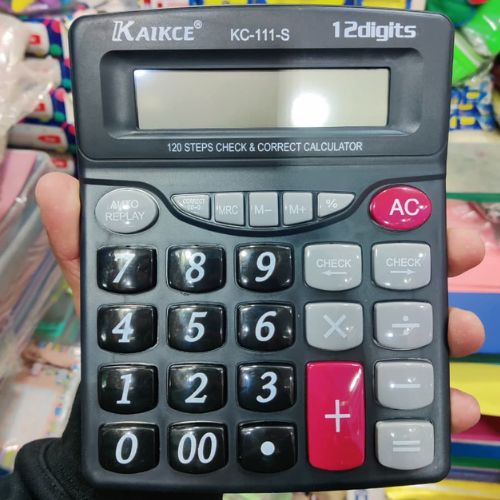 KAIKCE® KC-111-S 12digits
120 STEPS CHECK & CORRECT CALCULATOR
AUTO REPLAY CORRECT MRC M− M+ % AC
7 8 9 CHECK ← CHECK →
4 5 6 × ÷
1 2 3 + −
0 00 • =